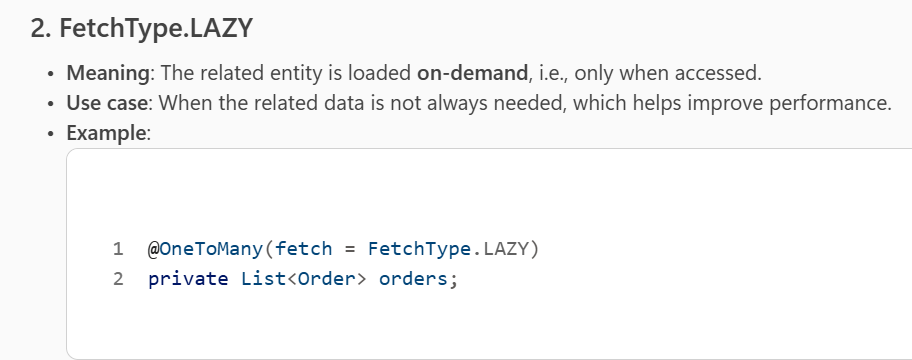 2. FetchType.LAZY
• Meaning: The related entity is loaded on-demand, i.e., only when accessed.
• Use case: When the related data is not always needed, which helps improve performance.
• Example:
1 @OneToMany(fetch = FetchType.LAZY)
2 private List<Order> orders;